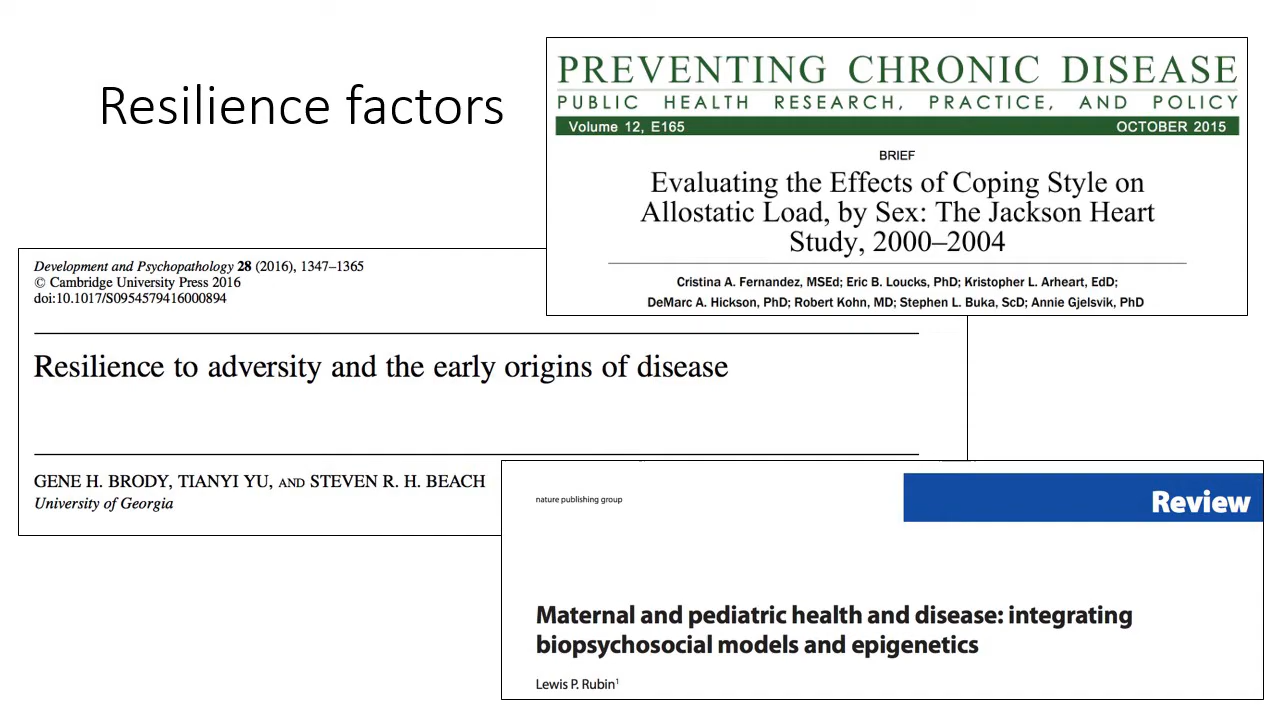 Resilience factors
PREVENTING CHRONIC DISEASE
PUBLIC HEALTH RESEARCH, PRACTICE, AND POLICY
Volume 12, E165 OCTOBER 2015
BRIEF
Evaluating the Effects of Coping Style on
Allostatic Load, by Sex: The Jackson Heart
Study, 2000–2004
Cristina A. Fernandez, MSEd; Eric B. Loucks, PhD; Kristopher L. Arheart, EdD;
DeMarc A. Hickson, PhD; Robert Kohn, MD; Stephen L. Buka, ScD; Annie Gjelsvik, PhD
Development and Psychopathology 28 (2016), 1347–1365
© Cambridge University Press 2016
doi:10.1017/S0954579416000894
Resilience to adversity and the early origins of disease
GENE H. BRODY, TIANYI YU, AND STEVEN R. H. BEACH
University of Georgia
nature publishing group
Review
Maternal and pediatric health and disease: integrating
biopsychosocial models and epigenetics
Lewis P. Rubin¹